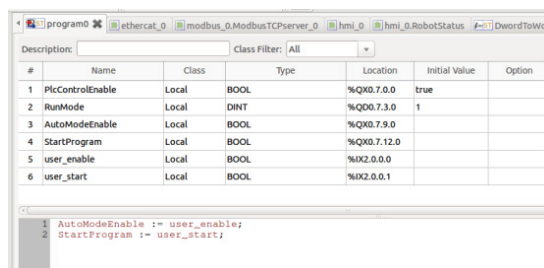 program0 ethercat_0 modbus_0.ModbusTCPserver_0 hmi_0 hmi_0.RobotStatus ST DwordToWo
Description: Class Filter: All
# Name Class Type Location Initial Value Option
1 PlcControlEnable Local BOOL %QX0.7.0.0 true
2 RunMode Local DINT %QD0.7.3.0 1
3 AutoModeEnable Local BOOL %QX0.7.9.0
4 StartProgram Local BOOL %QX0.7.12.0
5 user_enable Local BOOL %IX2.0.0.0
6 user_start Local BOOL %IX2.0.0.1
1 AutoModeEnable := user_enable;
2 StartProgram := user_start;